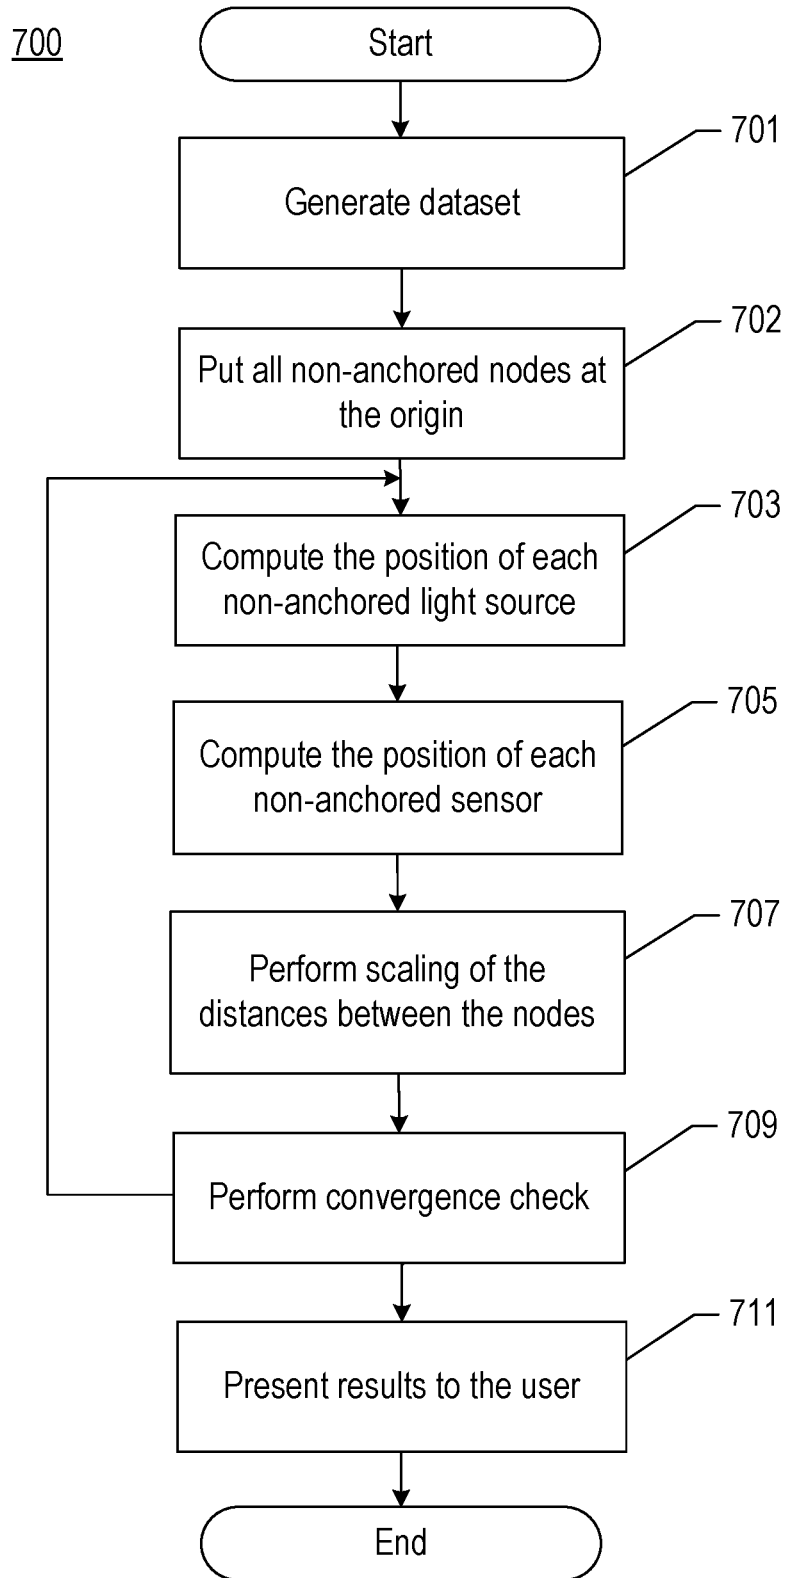 700
Start
701
Generate dataset
702
Put all non-anchored nodes at
the origin
703
Compute the position of each
non-anchored light source
705
Compute the position of each
non-anchored sensor
707
Perform scaling of the
distances between the nodes
709
Perform convergence check
711
Present results to the user
End